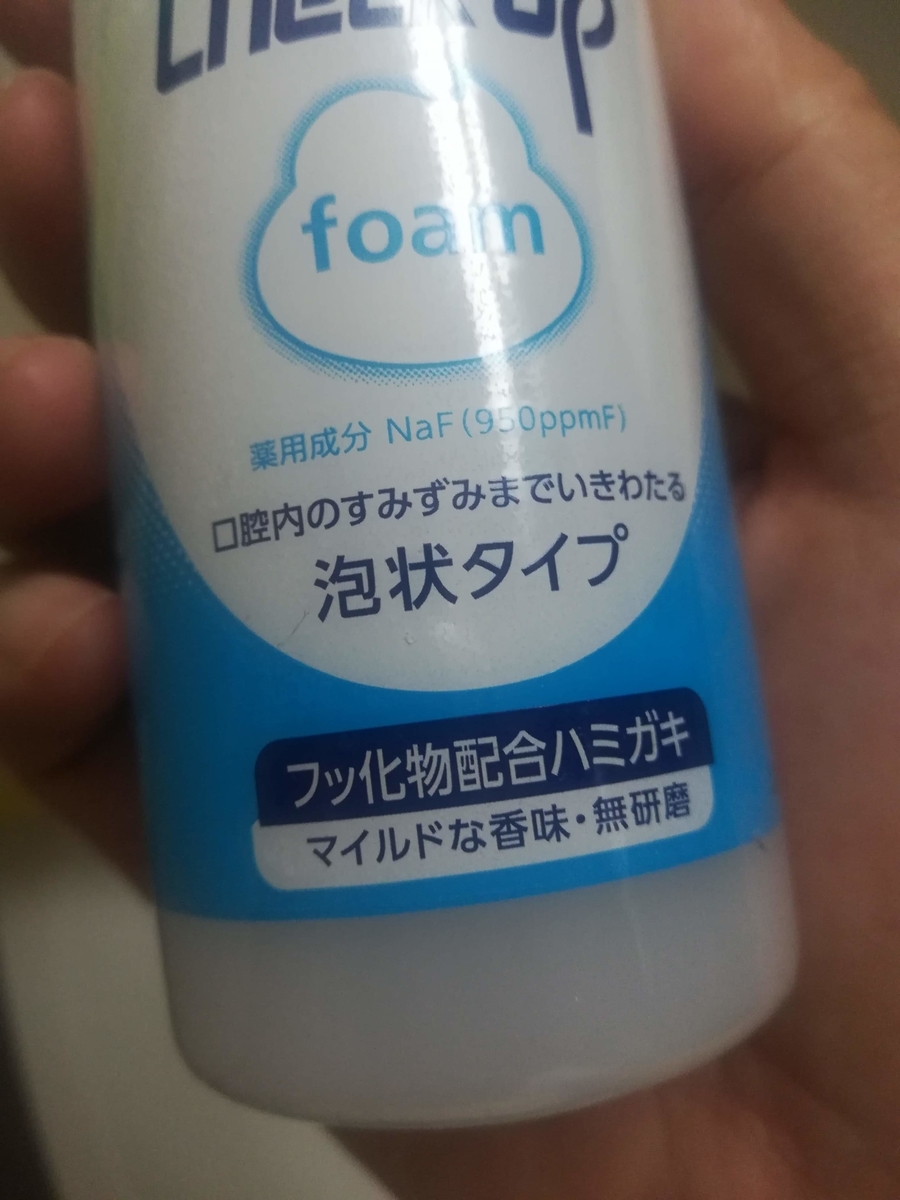 Check-Up
foam
薬用成分 NaF(950ppmF)
口腔内のすみずみまでいきわたる
泡状タイプ
フッ化物配合ハミガキ
マイルドな香味・無研磨